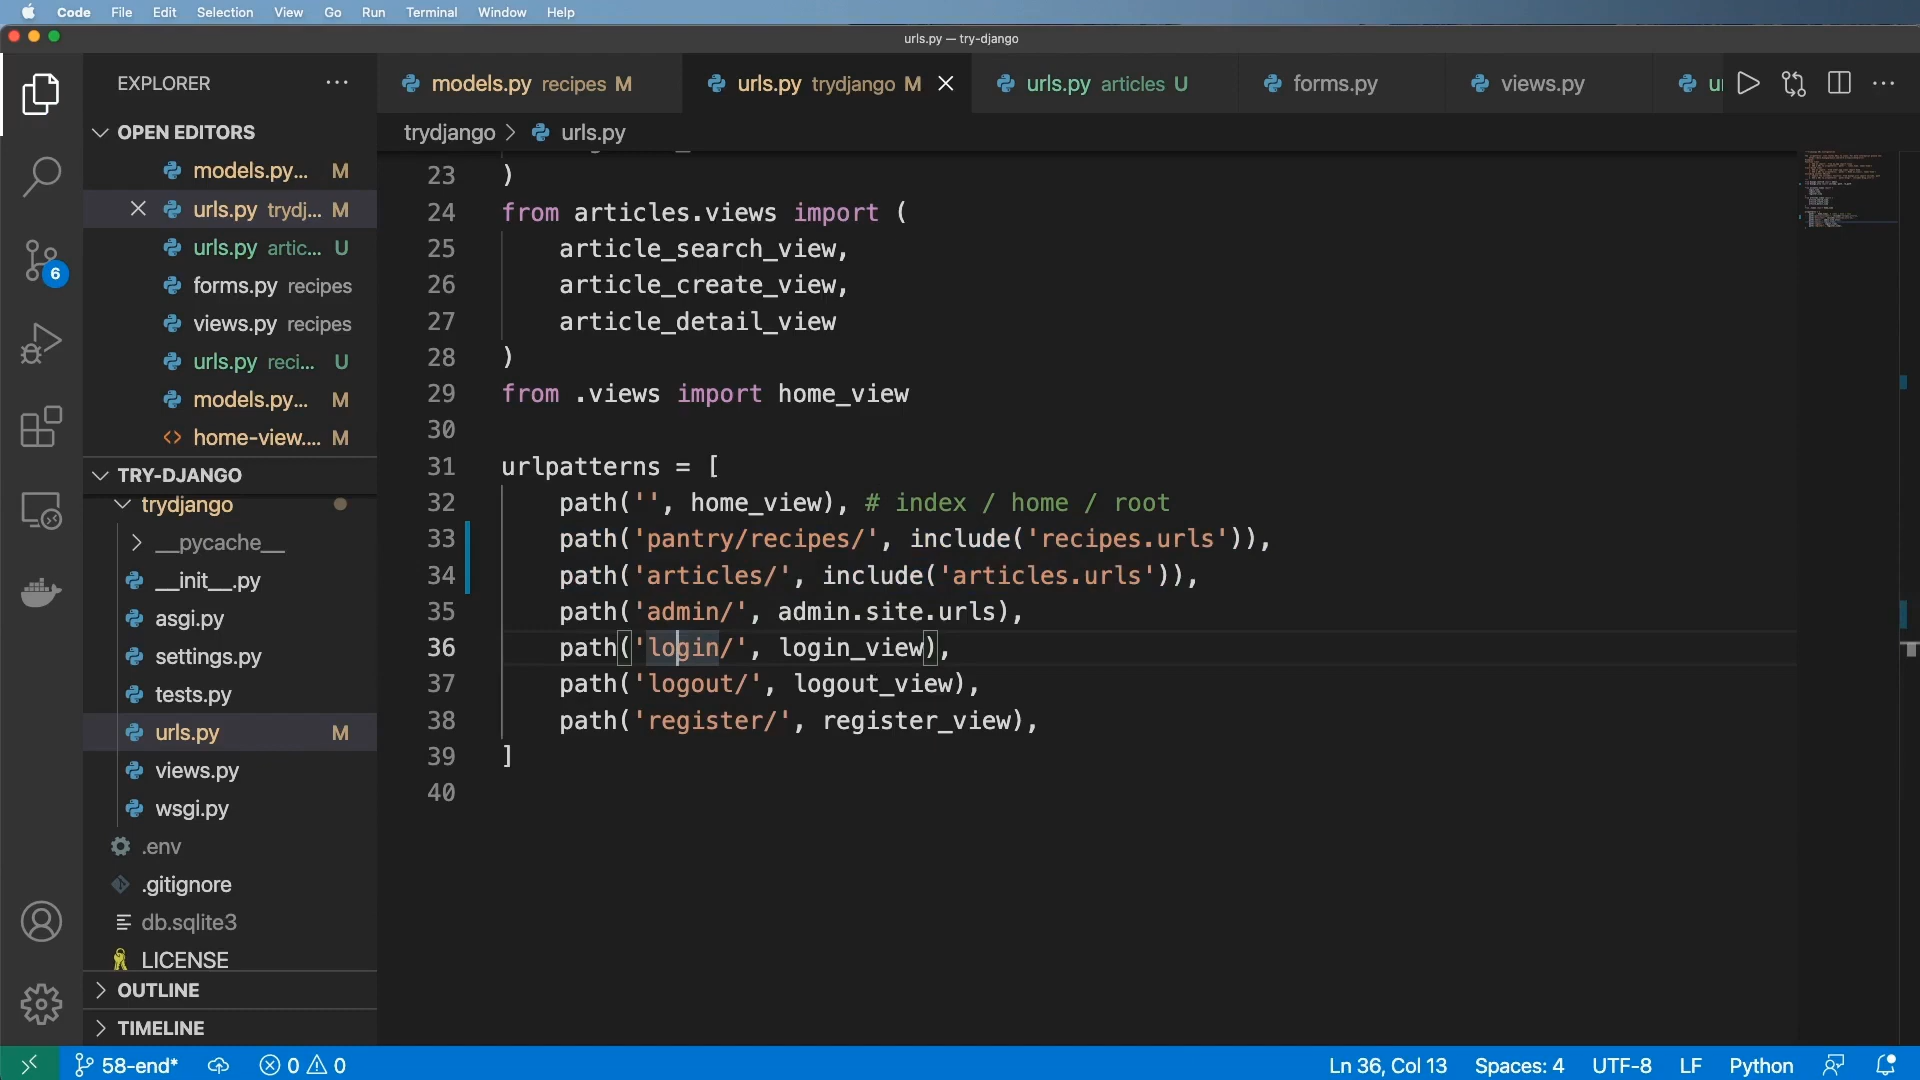 Code File Edit Selection View Go Run Terminal Window Help
urls.py — try-django
EXPLORER
models.py recipes M
urls.py trydjango M
urls.py articles U
forms.py
views.py
OPEN EDITORS
models.py... M
urls.py trydj... M
urls.py artic... U
forms.py recipes
views.py recipes
urls.py reci... U
models.py... M
home-view.... M
TRY-DJANGO
trydjango
__pycache__
__init__.py
asgi.py
settings.py
tests.py
urls.py M
views.py
wsgi.py
.env
.gitignore
db.sqlite3
LICENSE
OUTLINE
TIMELINE
6
trydjango > urls.py
23 )
24 from articles.views import (
25 article_search_view,
26 article_create_view,
27 article_detail_view
28 )
29 from .views import home_view
30
31 urlpatterns = [
32 path('', home_view), # index / home / root
33 path('pantry/recipes/', include('recipes.urls')),
34 path('articles/', include('articles.urls')),
35 path('admin/', admin.site.urls),
36 path('login/', login_view),
37 path('logout/', logout_view),
38 path('register/', register_view),
39 ]
40
58-end* 0 0 Ln 36, Col 13 Spaces: 4 UTF-8 LF Python